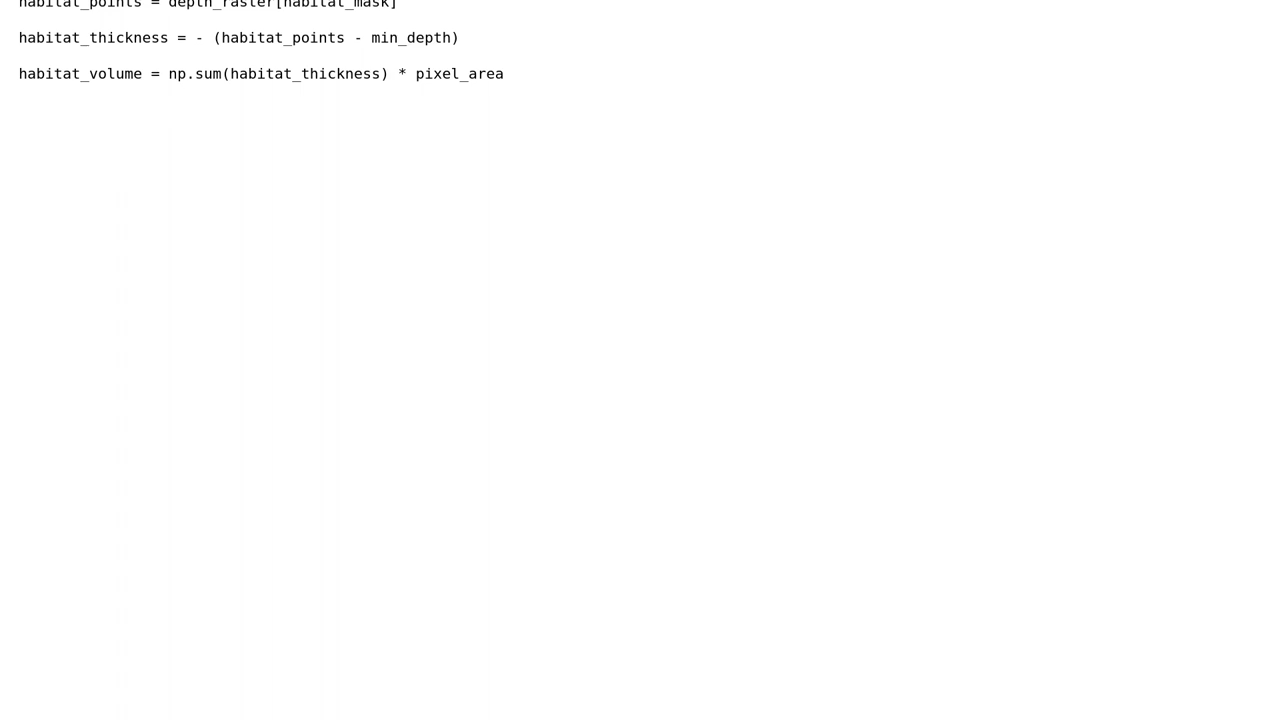 habitat_points = depth_raster[habitat_mask]
habitat_thickness = - (habitat_points - min_depth)
habitat_volume = np.sum(habitat_thickness) * pixel_area